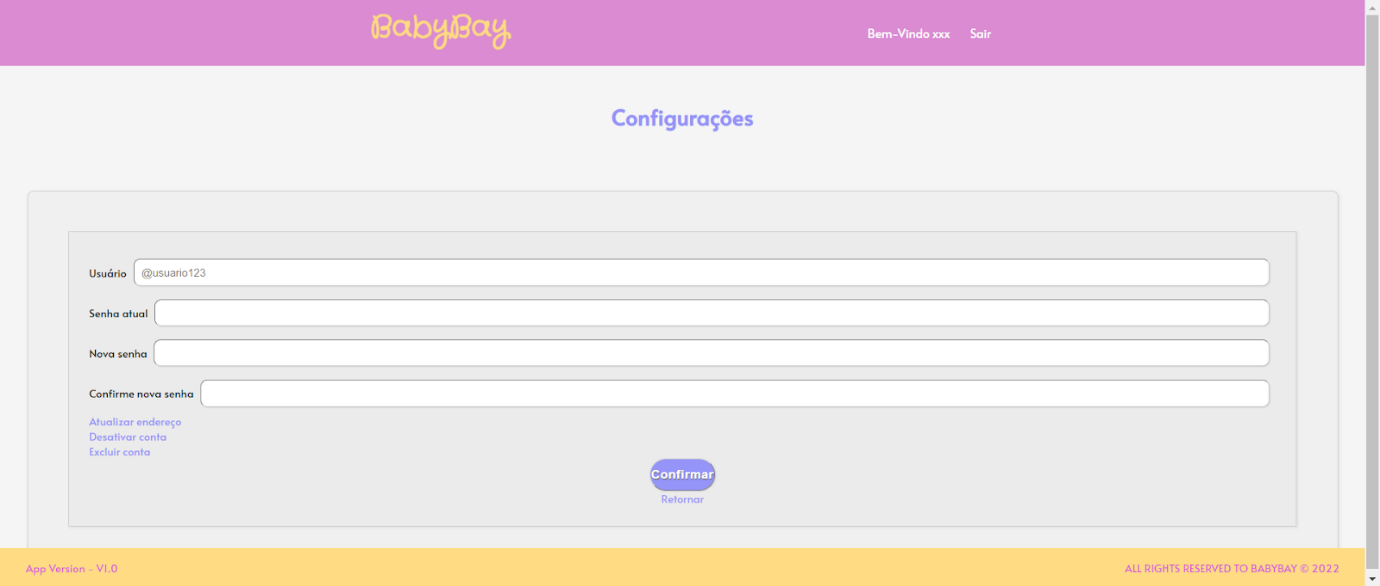 BabyBay
Bem-Vindo xxx
Sair
Configurações
Usuário
@usuario123
Senha atual
Nova senha
Confirme nova senha
Atualizar endereço
Desativar conta
Excluir conta
Confirmar
Retornar
App Version - V1.0
ALL RIGHTS RESERVED TO BABYBAY © 2022